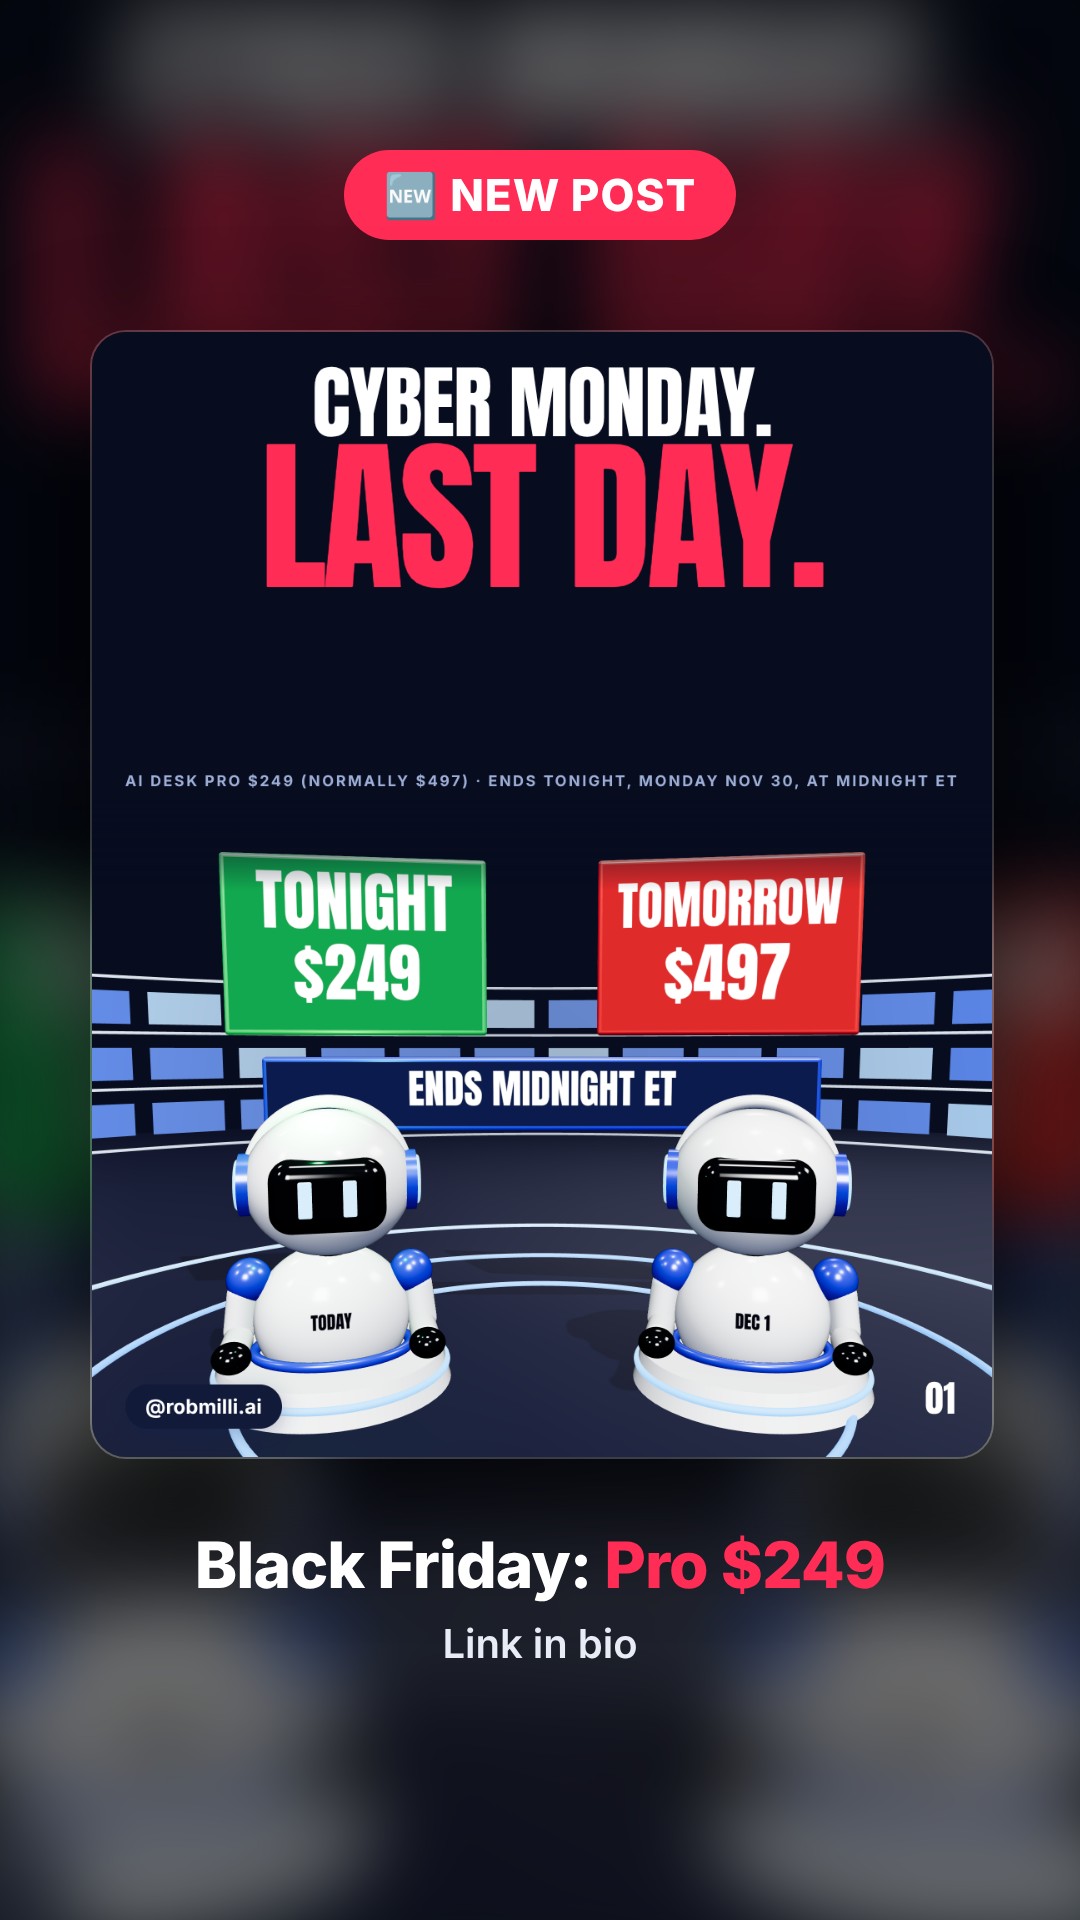 🆕 NEW POST
CYBER MONDAY.
LAST DAY.
AI DESK PRO $249 (NORMALLY $497) · ENDS TONIGHT, MONDAY NOV 30, AT MIDNIGHT ET
TONIGHT
$249
TOMORROW
$497
ENDS MIDNIGHT ET
TODAY
DEC 1
@robmilli.ai
01
Black Friday: Pro $249
Link in bio